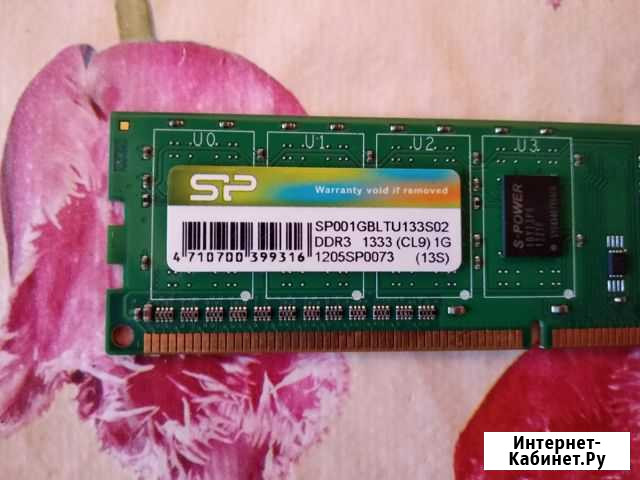 U0
U1
U2
U3
SP
Warranty void if removed
SP001GBLTU133S02
DDR3 1333 (CL9) 1G
4 710700 399316
1205SP0073 (13S)
S-POWER
Интернет-
Кабинет.Ру